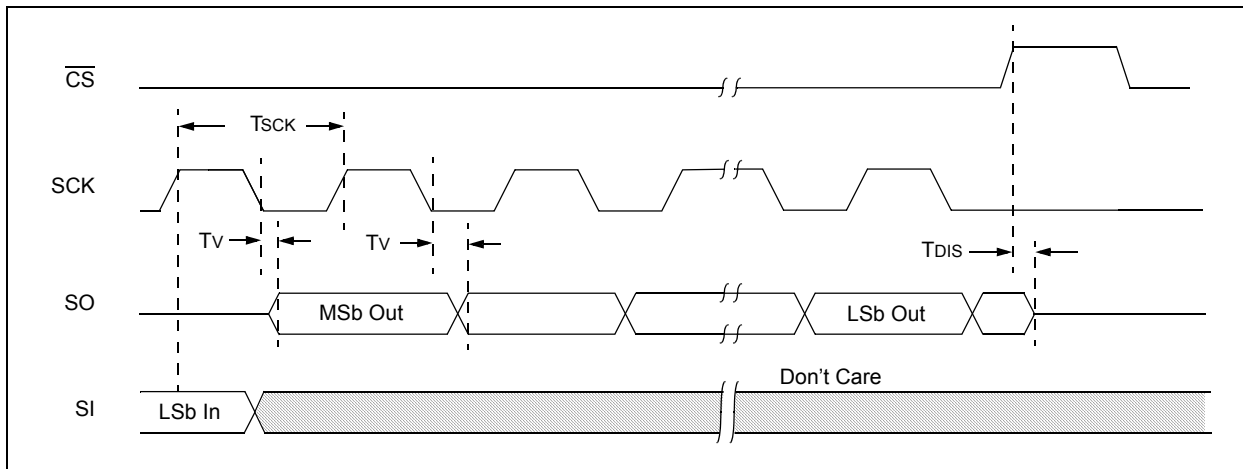 CS
TSCK
SCK
TV
TV
TDIS
SO
MSb Out
LSb Out
Don't Care
SI
LSb In